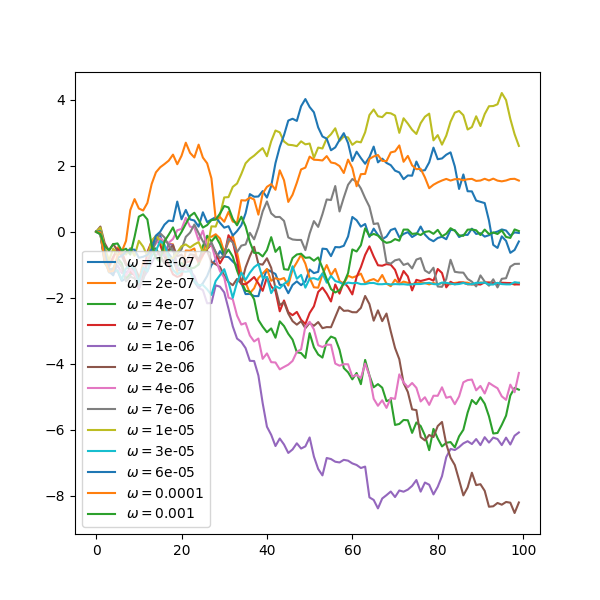 4
2
0
−2
−4
−6
−8
ω = 1e-07
ω = 2e-07
ω = 4e-07
ω = 7e-07
ω = 1e-06
ω = 2e-06
ω = 4e-06
ω = 7e-06
ω = 1e-05
ω = 3e-05
ω = 6e-05
ω = 0.0001
ω = 0.001
0 20 40 60 80 100